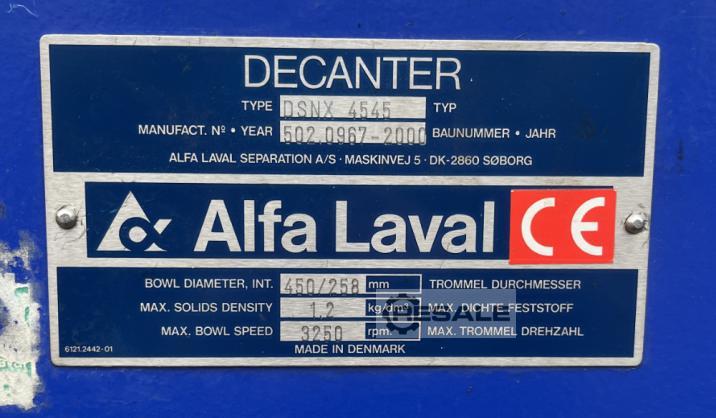 DECANTER
TYPE DSNX 4545 TYP
MANUFACT. Nº • YEAR 502.0967-2000 BAUNUMMER • JAHR
ALFA LAVAL SEPARATION A/S · MASKINVEJ 5 · DK-2860 SØBORG
Alfa Laval CE
BOWL DIAMETER, INT. 450/258 mm TROMMEL DURCHMESSER
MAX. SOLIDS DENSITY 1,2 kg/dm³ MAX. DICHTE FESTSTOFF
MAX. BOWL SPEED 3250 rpm. MAX. TROMMEL DREHZAHL
RESALE
6121.2442-01 MADE IN DENMARK